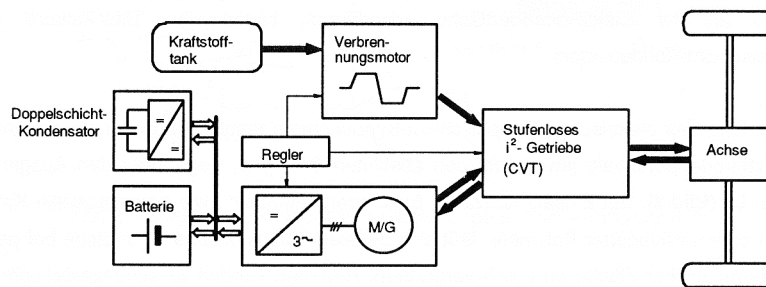 Kraftstoff-
tank
Verbren-
nungsmotor
Doppelschicht-
Kondensator
=
=
Regler
Stufenloses
i²- Getriebe
(CVT)
Achse
Batterie
=
3~
M/G